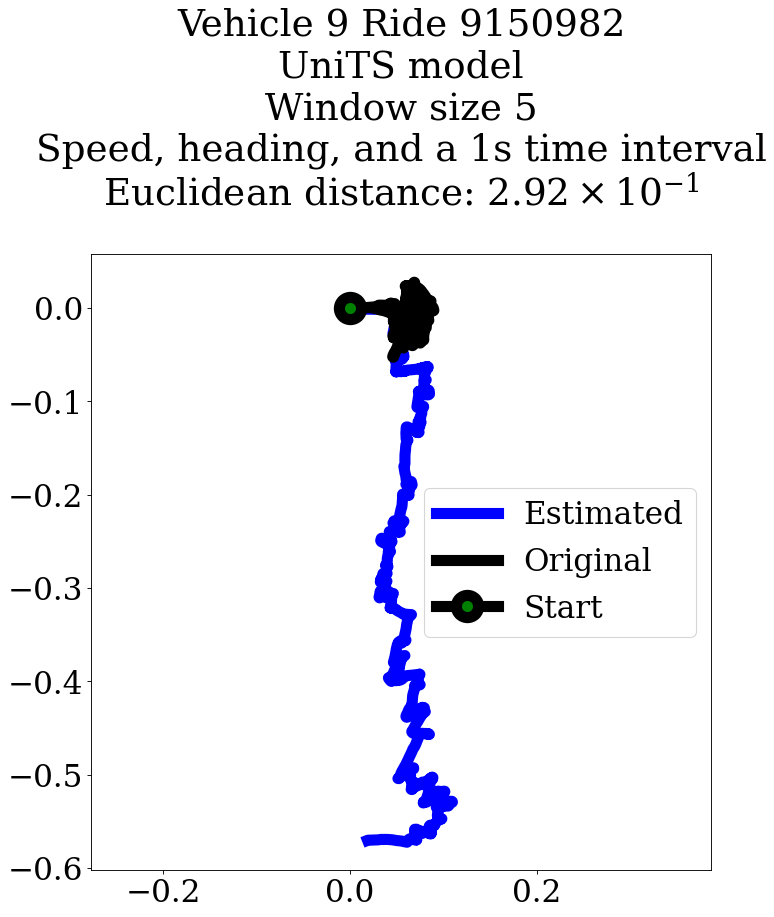 Vehicle 9 Ride 9150982
UniTS model
Window size 5
Speed, heading, and a 1s time interval
Euclidean distance: 2.92 × 10⁻¹
0.0
−0.1
−0.2
−0.3
−0.4
−0.5
−0.6
Estimated
Original
Start
−0.2
0.0
0.2